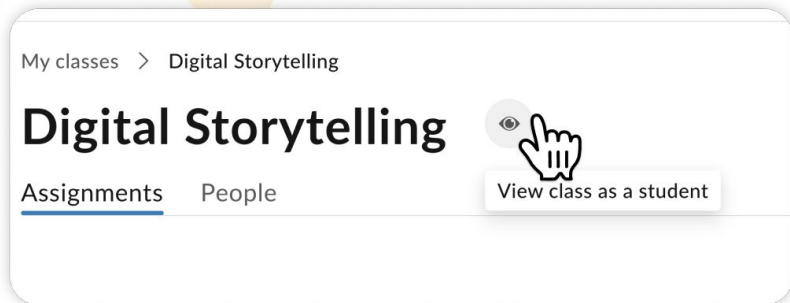 My classes > Digital Storytelling
Digital Storytelling
Assignments People
View class as a student